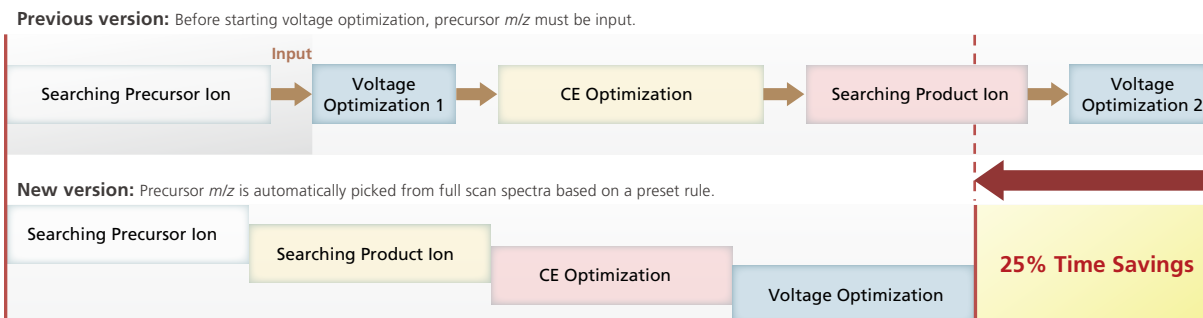 Previous version: Before starting voltage optimization, precursor m/z must be input.
Input
Searching Precursor Ion
Voltage
Optimization 1
CE Optimization
Searching Product Ion
Voltage
Optimization 2
New version: Precursor m/z is automatically picked from full scan spectra based on a preset rule.
Searching Precursor Ion
Searching Product Ion
CE Optimization
Voltage Optimization
25% Time Savings